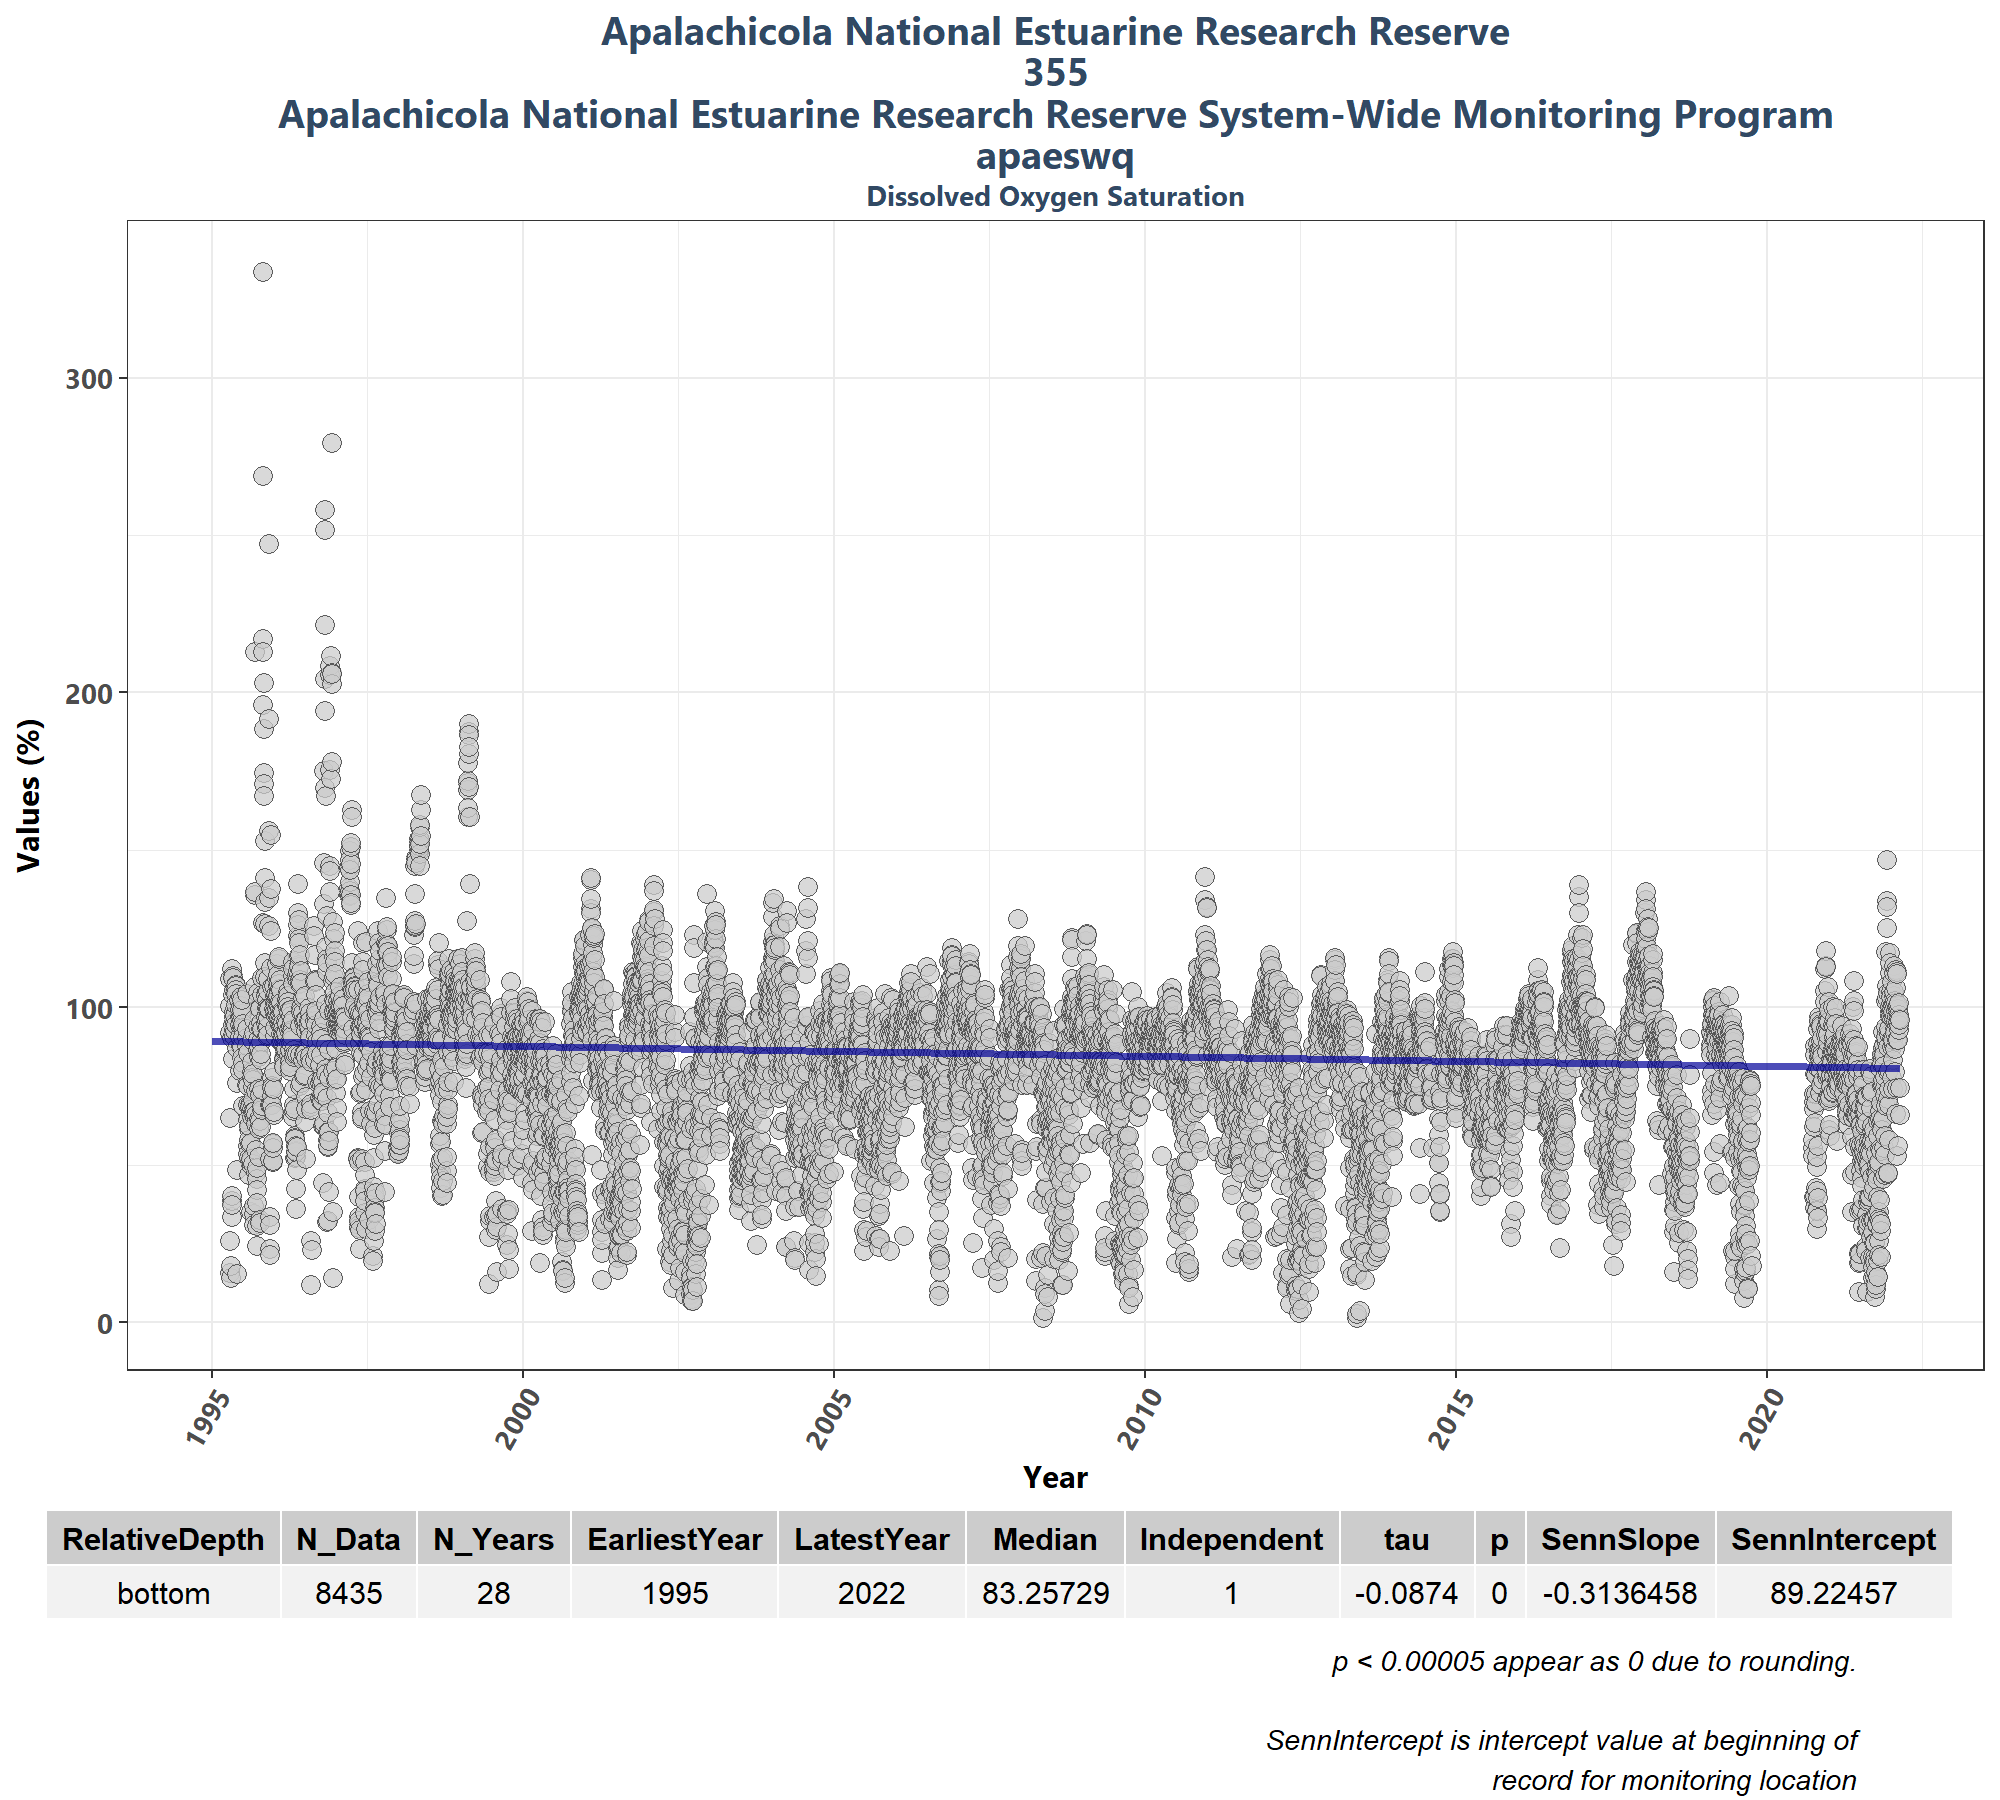 Apalachicola National Estuarine Research Reserve
355
Apalachicola National Estuarine Research Reserve System-Wide Monitoring Program
apaeswq
Dissolved Oxygen Saturation
Values (%)
300
200
100
0
1995 2000 2005 2010 2015 2020
Year
RelativeDepth N_Data N_Years EarliestYear LatestYear Median Independent tau p SennSlope SennIntercept
bottom 8435 28 1995 2022 83.25729 1 -0.0874 0 -0.3136458 89.22457
p < 0.00005 appear as 0 due to rounding.
SennIntercept is intercept value at beginning of
record for monitoring location